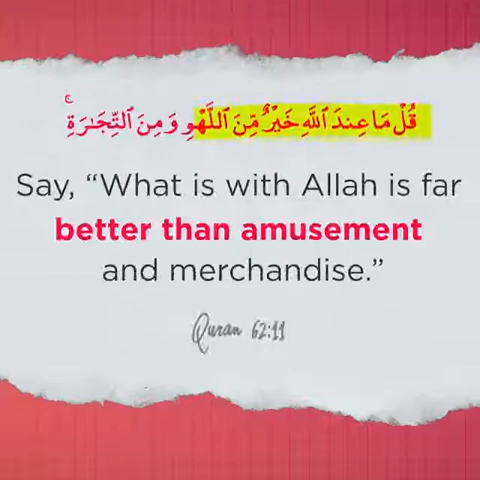 قُلْ مَا عِندَ ٱللَّهِ خَيْرٌ مِّنَ ٱللَّهْوِ وَمِنَ ٱلتِّجَـٰرَةِ ۚ
Say, “What is with Allah is far
better than amusement
and merchandise.”
Quran 62:11